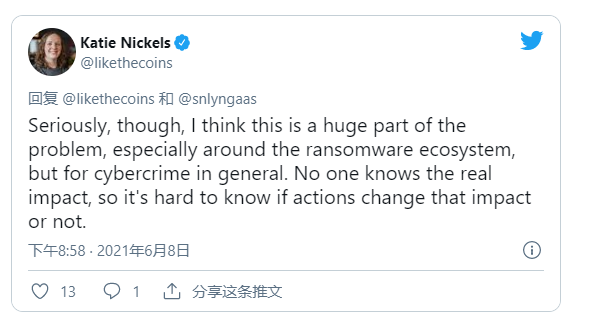 Katie Nickels
@likethecoins
回复 @likethecoins 和 @snlyngaas
Seriously, though, I think this is a huge part of the
problem, especially around the ransomware ecosystem,
but for cybercrime in general. No one knows the real
impact, so it's hard to know if actions change that impact
or not.
下午8:58 · 2021年6月8日
13 1 分享这条推文